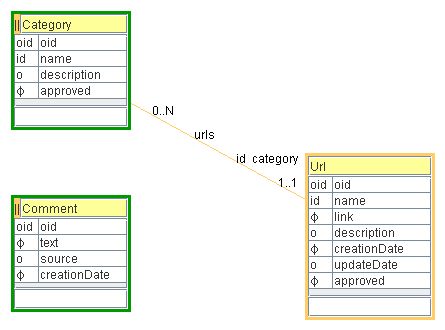 Category
oid oid
id name
o description
ϕ approved
0..N
urls
id category
1..1
Url
oid oid
id name
ϕ link
o description
ϕ creationDate
o updateDate
ϕ approved
Comment
oid oid
ϕ text
o source
ϕ creationDate